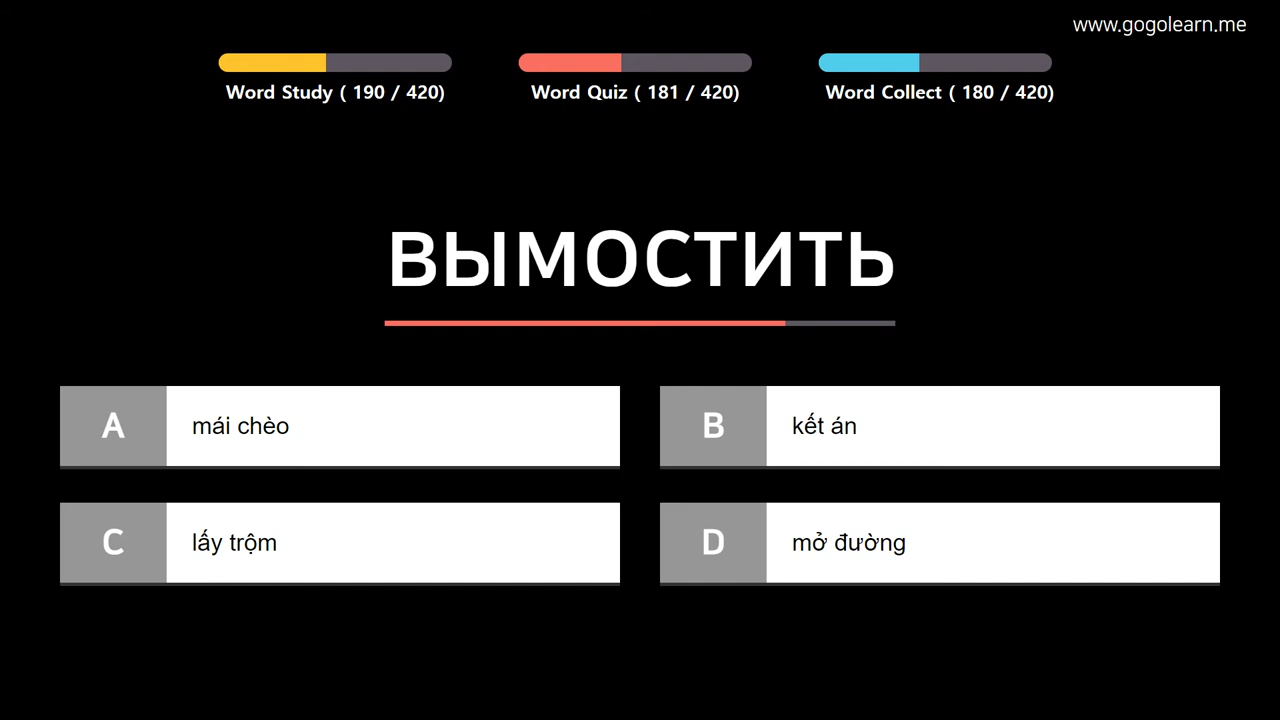 www.gogolearn.me
Word Study ( 190 / 420)
Word Quiz ( 181 / 420)
Word Collect ( 180 / 420)
ВЫМОСТИТЬ
A mái chèo
B kết án
C lấy trộm
D mở đường